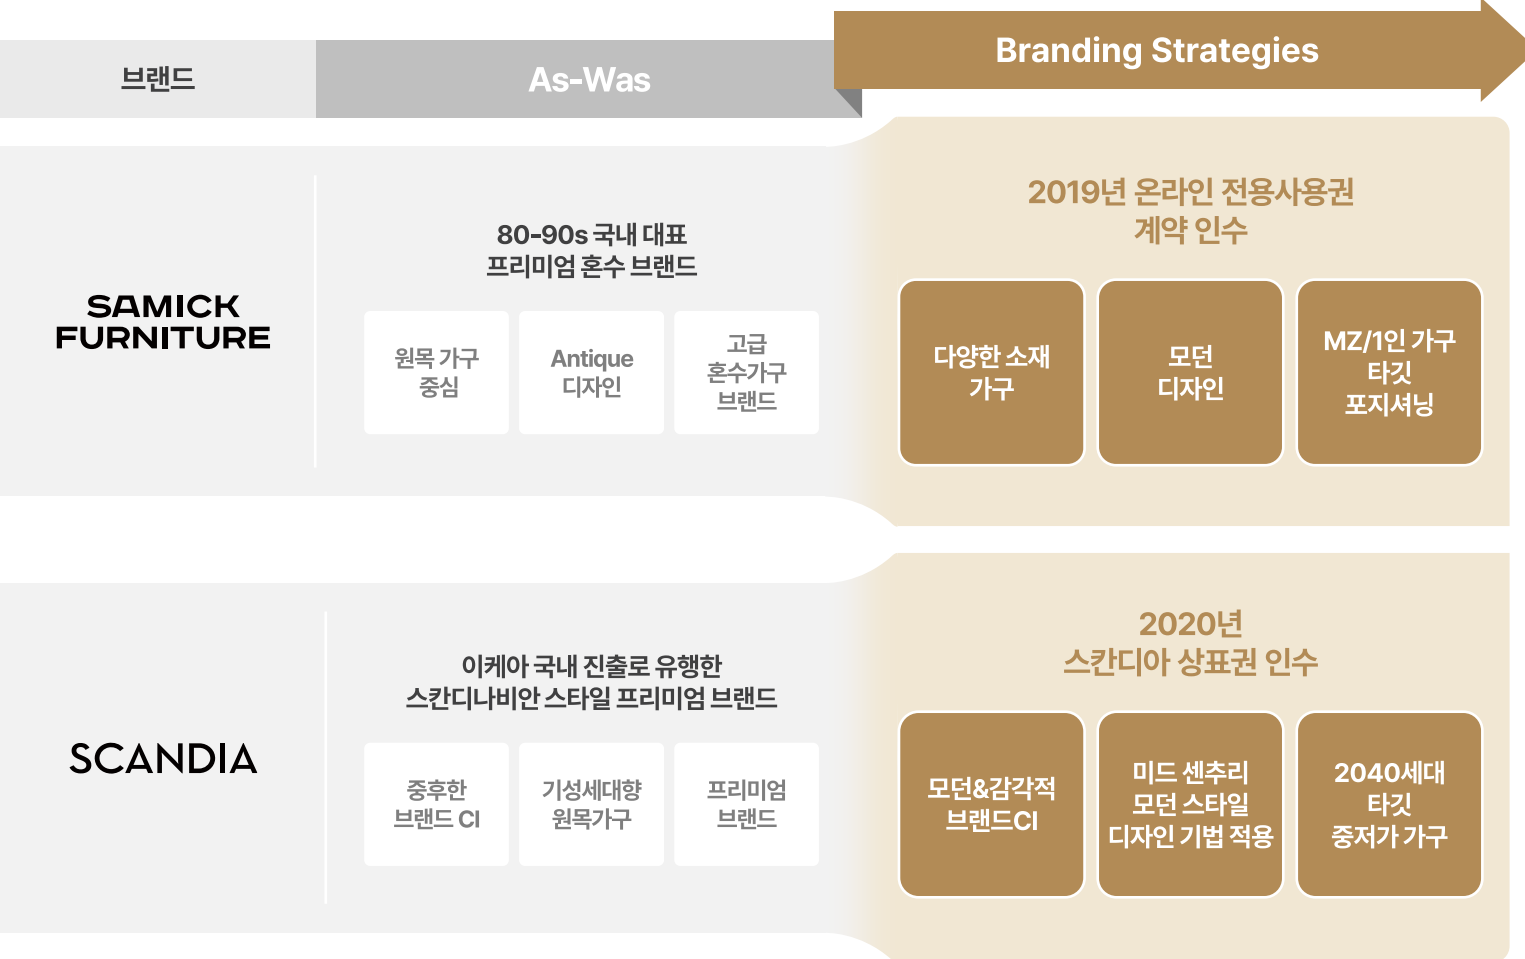 브랜드
As-Was
Branding Strategies
SAMICK
FURNITURE
80-90s 국내 대표
프리미엄 혼수 브랜드
원목 가구
중심
Antique
디자인
고급
혼수가구
브랜드
2019년 온라인 전용사용권
계약 인수
다양한 소재
가구
모던
디자인
MZ/1인 가구
타깃
포지셔닝
SCANDIA
이케아 국내 진출로 유행한
스칸디나비안 스타일 프리미엄 브랜드
중후한
브랜드 CI
기성세대향
원목가구
프리미엄
브랜드
2020년
스칸디아 상표권 인수
모던&감각적
브랜드CI
미드 센추리
모던 스타일
디자인 기법 적용
2040세대
타깃
중저가 가구